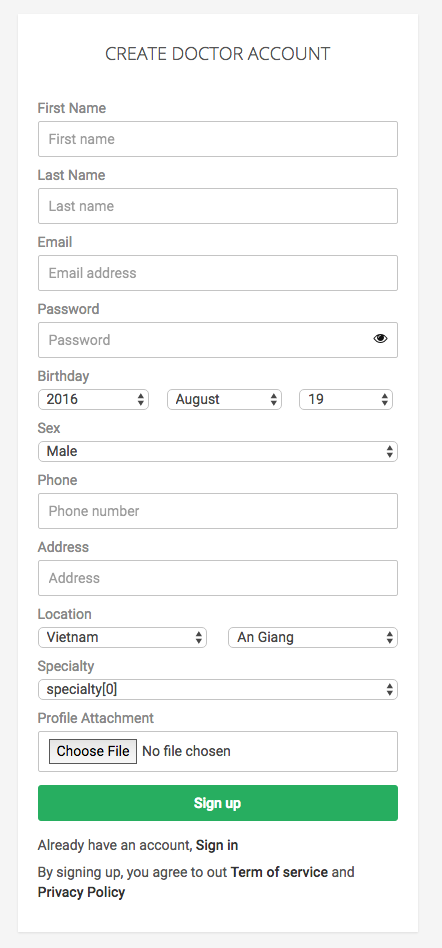 CREATE DOCTOR ACCOUNT
First Name
First name
Last Name
Last name
Email
Email address
Password
Password
Birthday
2016 August 19
Sex
Male
Phone
Phone number
Address
Address
Location
Vietnam An Giang
Specialty
specialty[0]
Profile Attachment
Choose File No file chosen
Sign up
Already have an account, Sign in
By signing up, you agree to out Term of service and
Privacy Policy